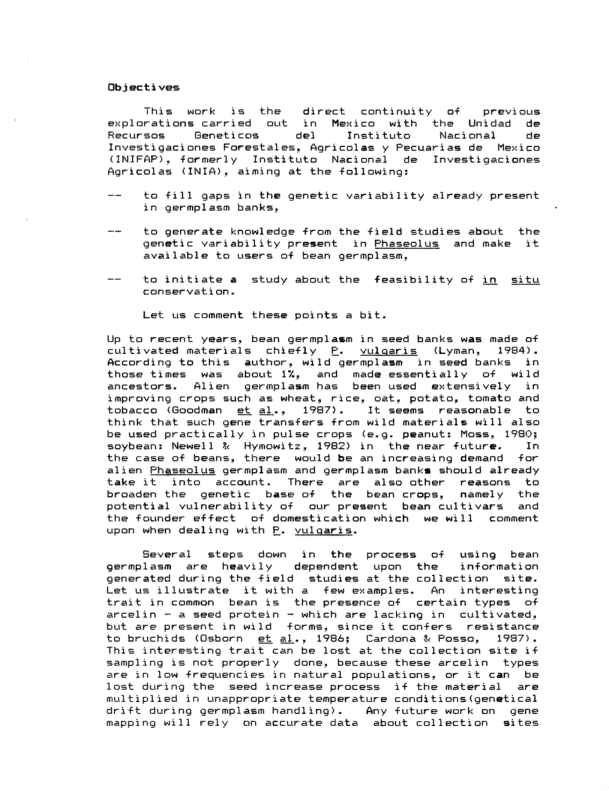 Objectives
This work is the direct continuity of previous
explorations carried out in Mexico with the Unidad de
Recursos Geneticos del Instituto Nacional de
Investigaciones Forestales, Agricolas y Pecuarias de Mexico
(INIFAP), formerly Instituto Nacional de Investigaciones
Agricolas (INIA), aiming at the following:
-- to fill gaps in the genetic variability already present
in germplasm banks,
-- to generate knowledge from the field studies about the
genetic variability present in Phaseolus and make it
available to users of bean germplasm,
-- to initiate a study about the feasibility of in situ
conservation.
Let us comment these points a bit.
Up to recent years, bean germplasm in seed banks was made of
cultivated materials chiefly P. vulgaris (Lyman, 1984).
According to this author, wild germplasm in seed banks in
those times was about 1%, and made essentially of wild
ancestors. Alien germplasm has been used extensively in
improving crops such as wheat, rice, oat, potato, tomato and
tobacco (Goodman et al., 1987). It seems reasonable to
think that such gene transfers from wild materials will also
be used practically in pulse crops (e.g. peanut: Moss, 1980;
soybean: Newell & Hymowitz, 1982) in the near future. In
the case of beans, there would be an increasing demand for
alien Phaseolus germplasm and germplasm banks should already
take it into account. There are also other reasons to
broaden the genetic base of the bean crops, namely the
potential vulnerability of our present bean cultivars and
the founder effect of domestication which we will comment
upon when dealing with P. vulgaris.
Several steps down in the process of using bean
germplasm are heavily dependent upon the information
generated during the field studies at the collection site.
Let us illustrate it with a few examples. An interesting
trait in common bean is the presence of certain types of
arcelin - a seed protein - which are lacking in cultivated,
but are present in wild forms, since it confers resistance
to bruchids (Osborn et al., 1986; Cardona & Posso, 1987).
This interesting trait can be lost at the collection site if
sampling is not properly done, because these arcelin types
are in low frequencies in natural populations, or it can be
lost during the seed increase process if the material are
multiplied in unappropriate temperature conditions(genetical
drift during germplasm handling). Any future work on gene
mapping will rely on accurate data about collection sites